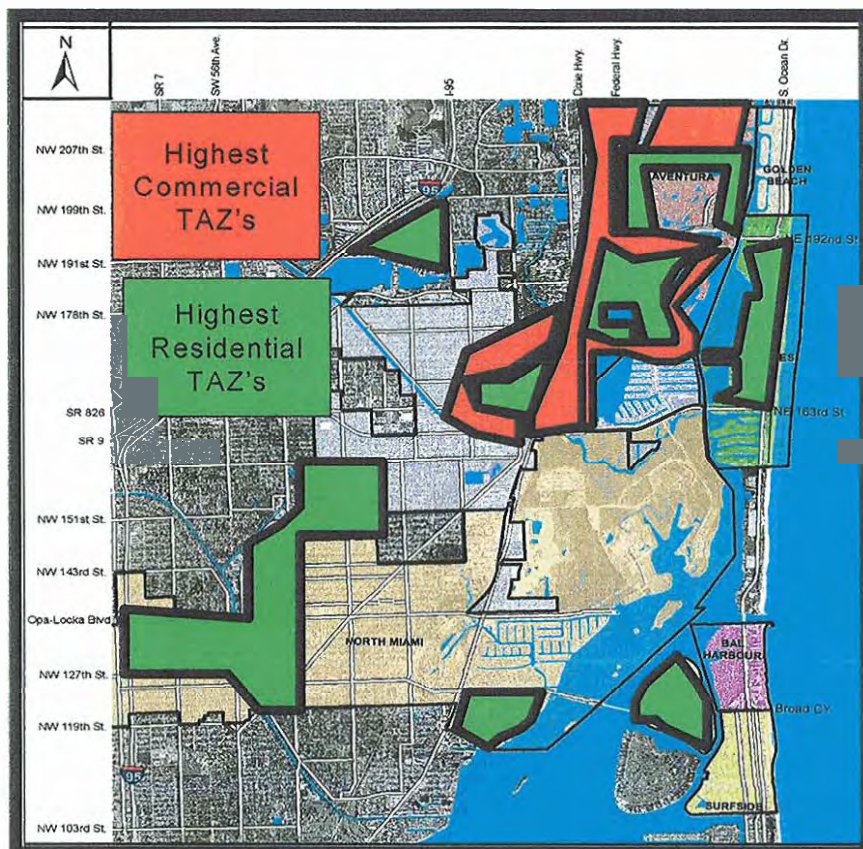 N
SR 7
SW 56th Ave.
I-95
Dixie Hwy.
Federal Hwy.
S. Ocean Dr.
NW 207th St.
NW 199th St.
NW 191st St.
NW 178th St.
SR 826
SR 9
NW 151st St.
NW 143rd St.
Opa-Locka Blvd
NW 127th St.
NW 119th St.
NW 103rd St.
Highest
Commercial
TAZ's
Highest
Residential
TAZ's
95
AVENTURA
GOLDEN
BEACH
NE 192nd St
ES
NE 163rd St
NORTH MIAMI
BAL
HARBOUR
Broad CY.
SURFSIDE
95